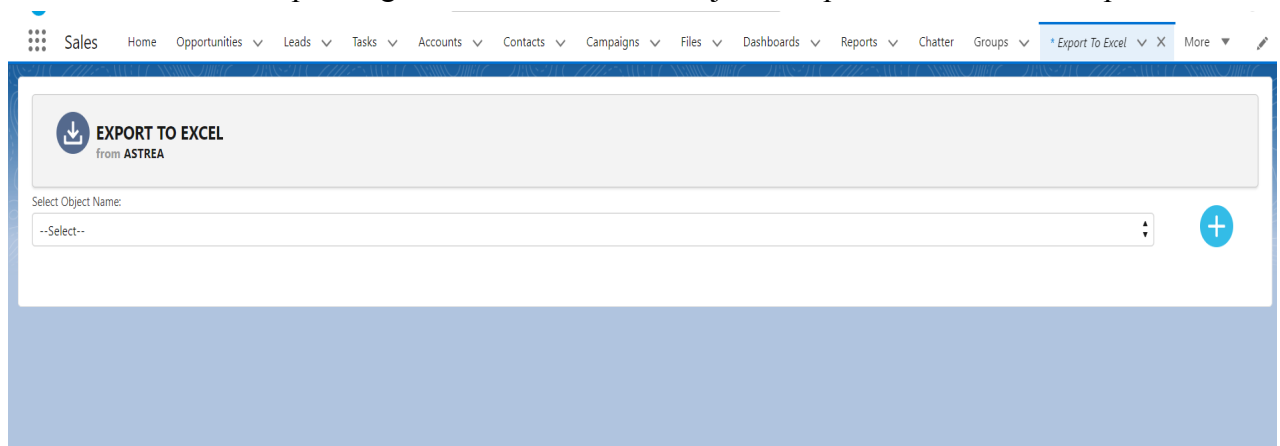 Sales Home Opportunities Leads Tasks Accounts Contacts Campaigns Files Dashboards Reports Chatter Groups * Export To Excel X More
EXPORT TO EXCEL
from ASTREA
Select Object Name:
--Select--